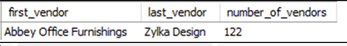 first_vendor last_vendor number_of_vendors
Abbey Office Furnishings Zylka Design 122